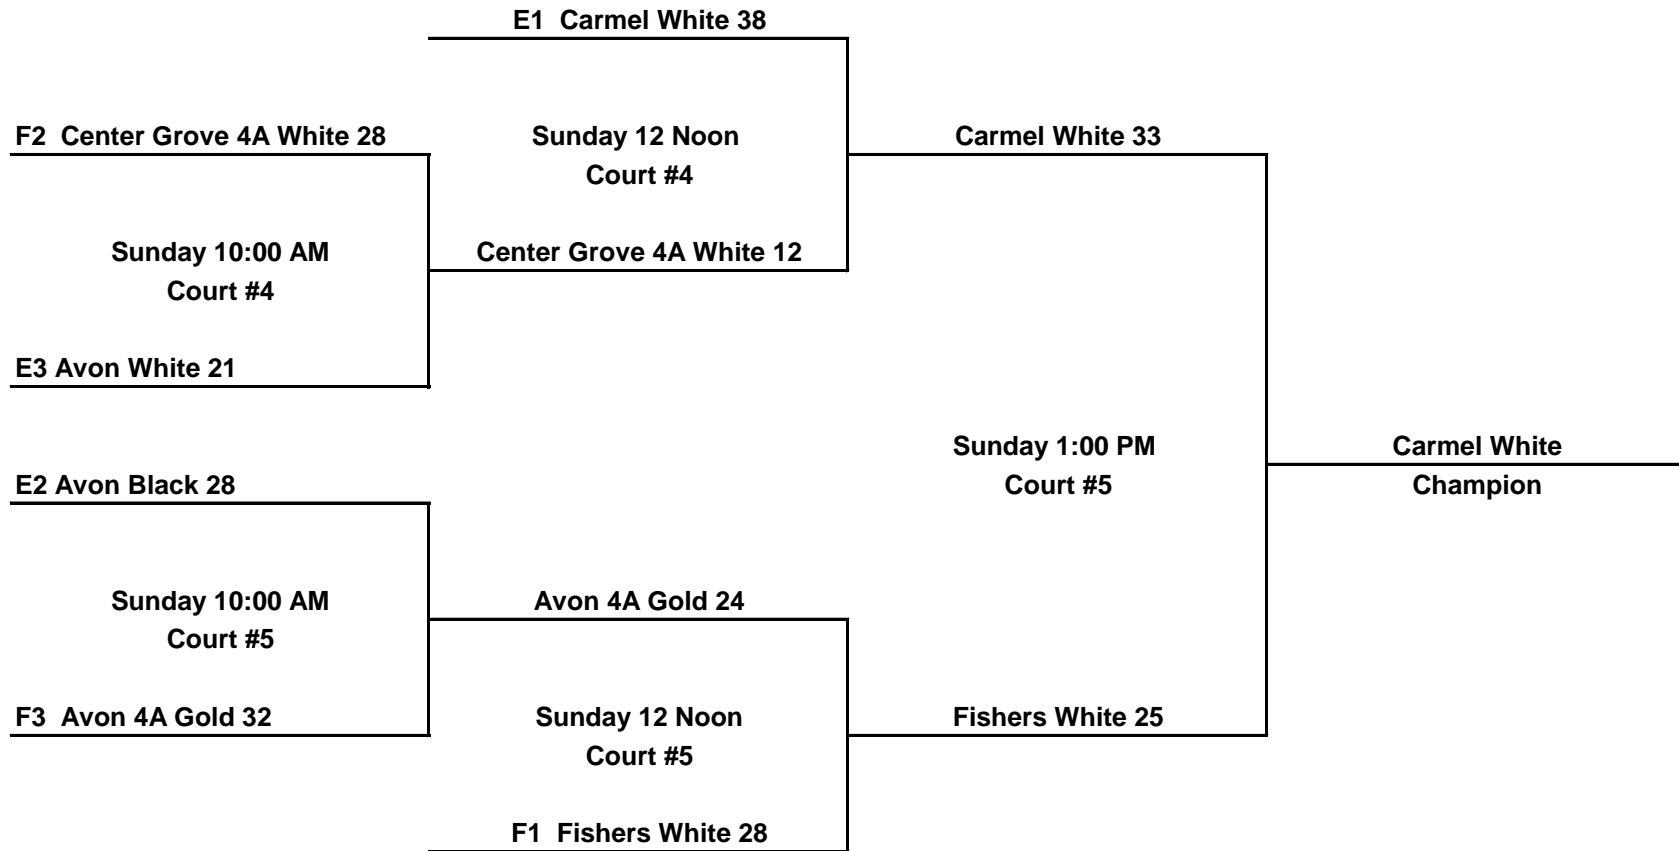 E1  Carmel White 38
F2  Center Grove 4A White 28
Sunday 12 Noon
Court #4
Carmel White 33
Sunday 10:00 AM
Court #4
Center Grove 4A White 12
E3 Avon White 21
Sunday 1:00 PM
Court #5
Carmel White
Champion
E2 Avon Black 28
Sunday 10:00 AM
Court #5
Avon 4A Gold 24
F3  Avon 4A Gold 32
Sunday 12 Noon
Court #5
Fishers White 25
F1  Fishers White 28